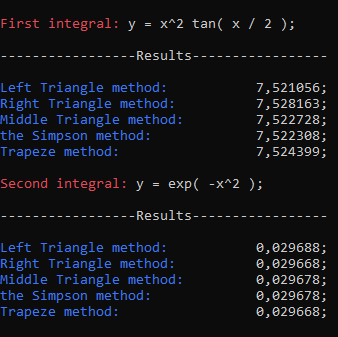 First integral: y = x^2 tan( x / 2 );
-----------------Results-----------------
Left Triangle method: 7,521056;
Right Triangle method: 7,528163;
Middle Triangle method: 7,522728;
the Simpson method: 7,522308;
Trapeze method: 7,524399;
Second integral: y = exp( -x^2 );
-----------------Results-----------------
Left Triangle method: 0,029688;
Right Triangle method: 0,029668;
Middle Triangle method: 0,029678;
the Simpson method: 0,029678;
Trapeze method: 0,029668;